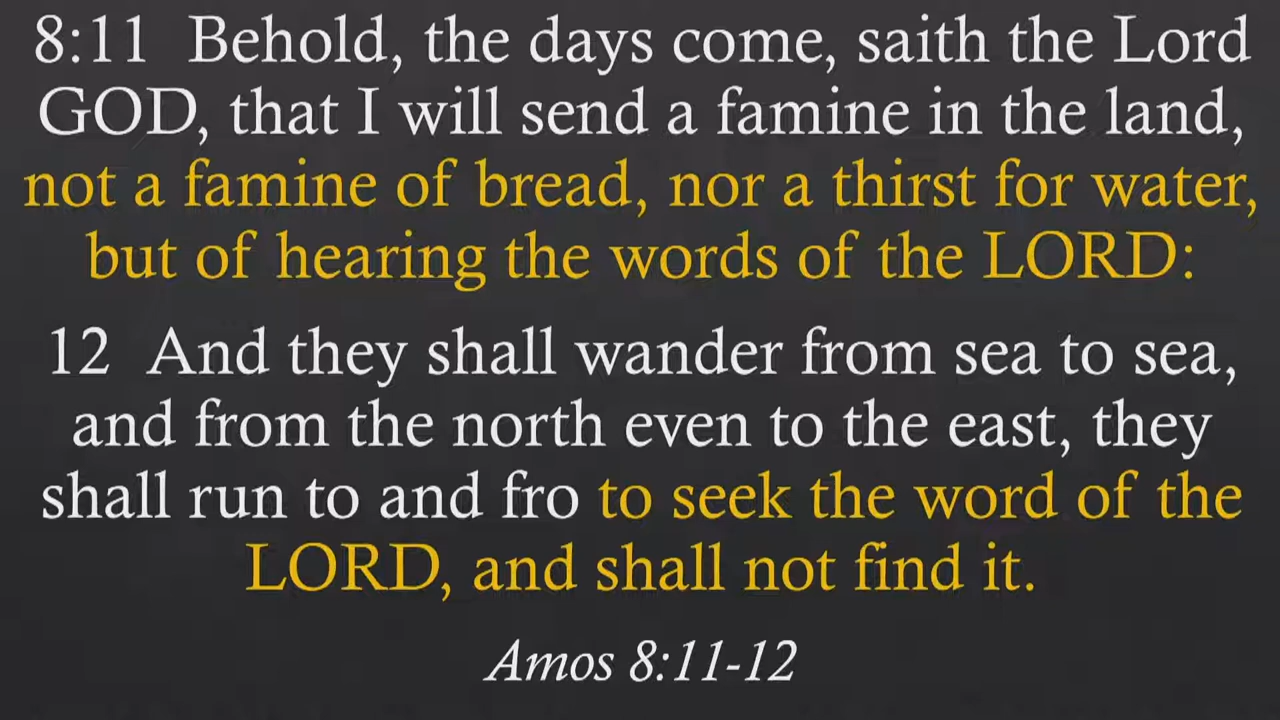 8:11 Behold, the days come, saith the Lord
GOD, that I will send a famine in the land,
not a famine of bread, nor a thirst for water,
but of hearing the words of the LORD:
12 And they shall wander from sea to sea,
and from the north even to the east, they
shall run to and fro to seek the word of the
LORD, and shall not find it.
Amos 8:11-12